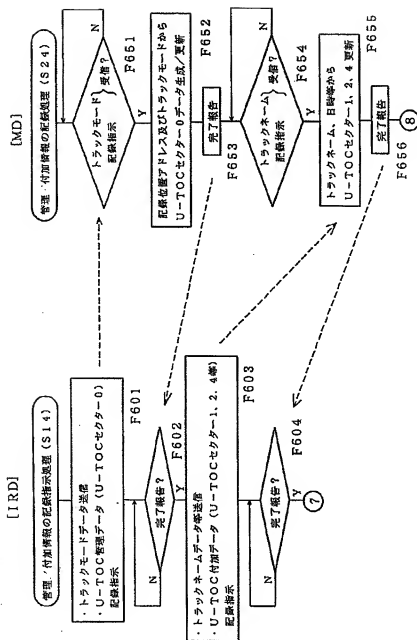 [IRD]
管理/付加情報の記録指示処理(S14)
・トラックモードデータ送信
・U-TOC管理データ(U-TOCセクター0)
記録指示
F601
完了報告?
N
Y
F602
・トラックネームデータ等送信
・U-TOC付加データ(U-TOCセクター1、2、4等)
記録指示
F603
完了報告?
N
Y
F604
⑦
[MD]
管理/付加情報の記録処理(S24)
トラックモード
記録指示
受信?
N
Y
F651
記録位置アドレス及びトラックモードから
U-TOCセクター0データ生成/更新
F652
完了報告
F653
トラックネーム
記録指示
受信?
N
Y
F654
トラックネーム、日時等から
U-TOCセクター1、2、4更新
F655
完了報告
F656
⑧